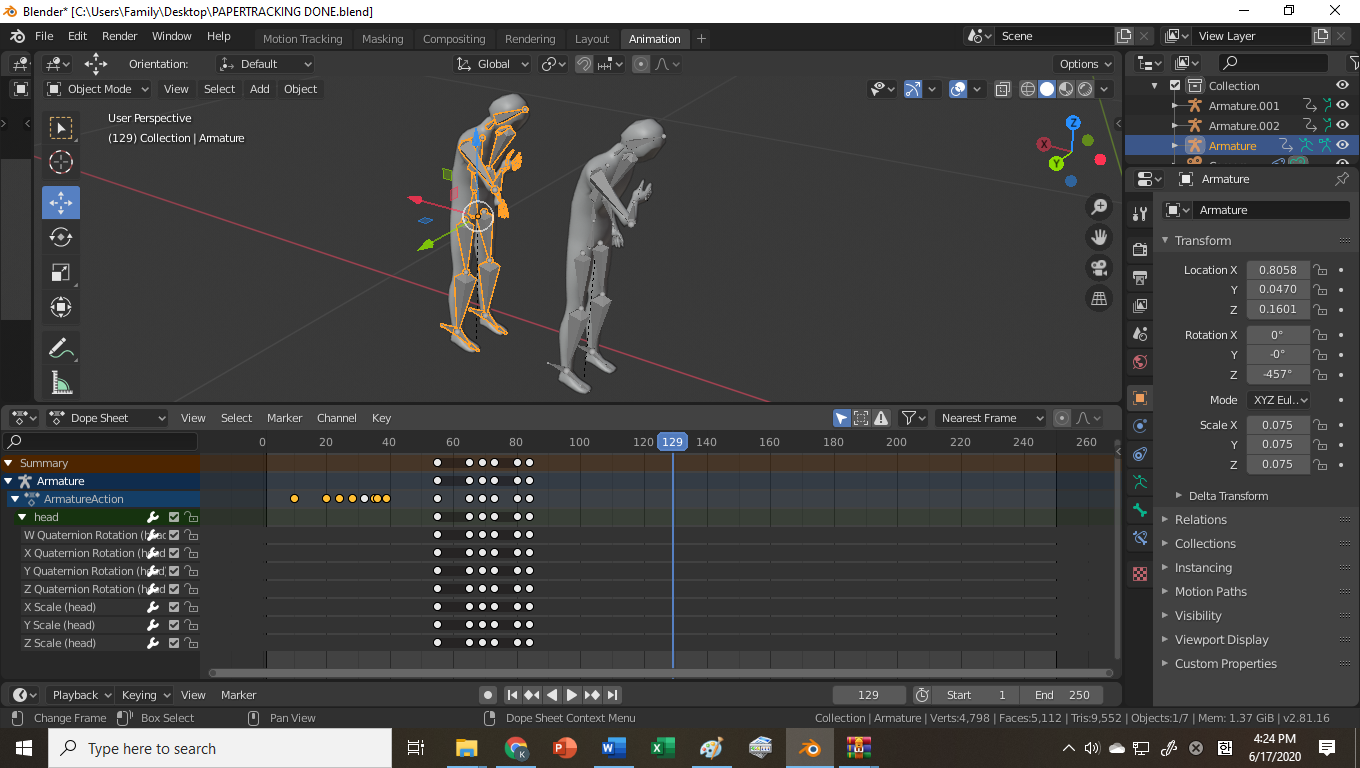 Blender* [C:\Users\Family\Desktop\PAPERTRACKING DONE.blend]
File Edit Render Window Help Motion Tracking Masking Compositing Rendering Layout Animation + Scene View Layer
Orientation: Default Global Options
Object Mode View Select Add Object
User Perspective
(129) Collection | Armature
Z
X
Y
Collection
Armature.001
Armature.002
Armature
Armature
Armature
Transform
Location X 0.8058
Y 0.0470
Z 0.1601
Rotation X 0°
Y -0°
Z -457°
Mode XYZ Eul..
Scale X 0.075
Y 0.075
Z 0.075
Delta Transform
Relations
Collections
Instancing
Motion Paths
Visibility
Viewport Display
Custom Properties
Dope Sheet View Select Marker Channel Key Nearest Frame
0 20 40 60 80 100 120 129 140 160 180 200 220 240 260
Summary
Armature
ArmatureAction
head
W Quaternion Rotation
X Quaternion Rotation
Y Quaternion Rotation
Z Quaternion Rotation
X Scale (head)
Y Scale (head)
Z Scale (head)
Playback Keying View Marker 129 Start 1 End 250
Change Frame Box Select Pan View Dope Sheet Context Menu Collection | Armature | Verts:4,798 | Faces:5,112 | Tris:9,552 | Objects:1/7 | Mem: 1.37 GiB | v2.81.16
Type here to search
한
4:24 PM
6/17/2020